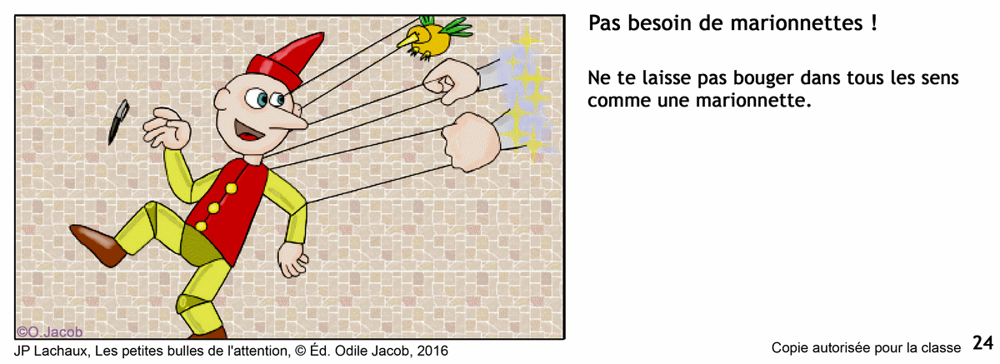 Pas besoin de marionnettes !
Ne te laisse pas bouger dans tous les sens
comme une marionnette.
©O.Jacob
JP Lachaux, Les petites bulles de l'attention, © Éd. Odile Jacob, 2016
Copie autorisée pour la classe 24